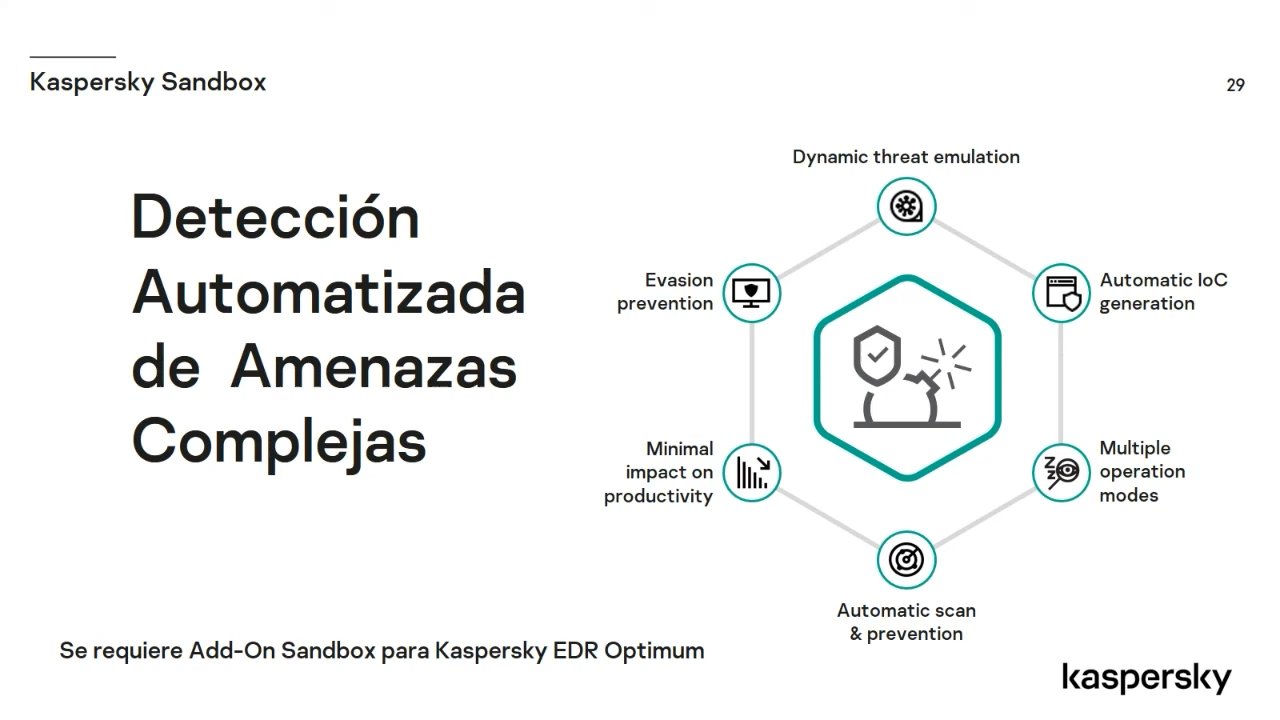 Kaspersky Sandbox
29
Detección
Automatizada
de Amenazas
Complejas
Dynamic threat emulation
Evasion
prevention
Automatic IoC
generation
Minimal
impact on
productivity
Multiple
operation
modes
Automatic scan
& prevention
Se requiere Add-On Sandbox para Kaspersky EDR Optimum
kaspersky